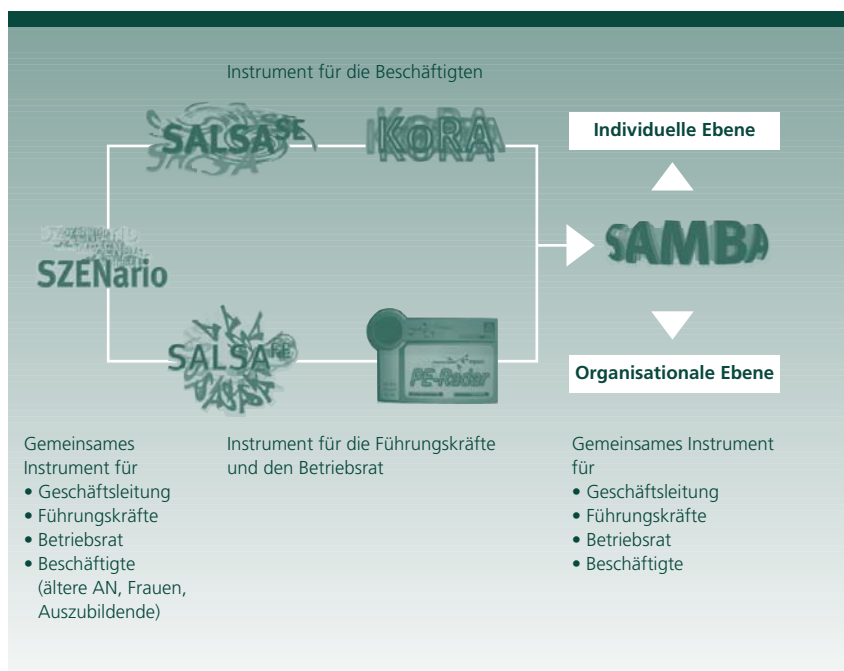 Instrument für die Beschäftigten
SALSA SE
KoRA
Individuelle Ebene
SZENario
SAMBA
SALSA PE
PE-Radar
Organisationale Ebene
Gemeinsames
Instrument für
• Geschäftsleitung
• Führungskräfte
• Betriebsrat
• Beschäftigte
(ältere AN, Frauen,
Auszubildende)
Instrument für die Führungskräfte
und den Betriebsrat
Gemeinsames Instrument
für
• Geschäftsleitung
• Führungskräfte
• Betriebsrat
• Beschäftigte